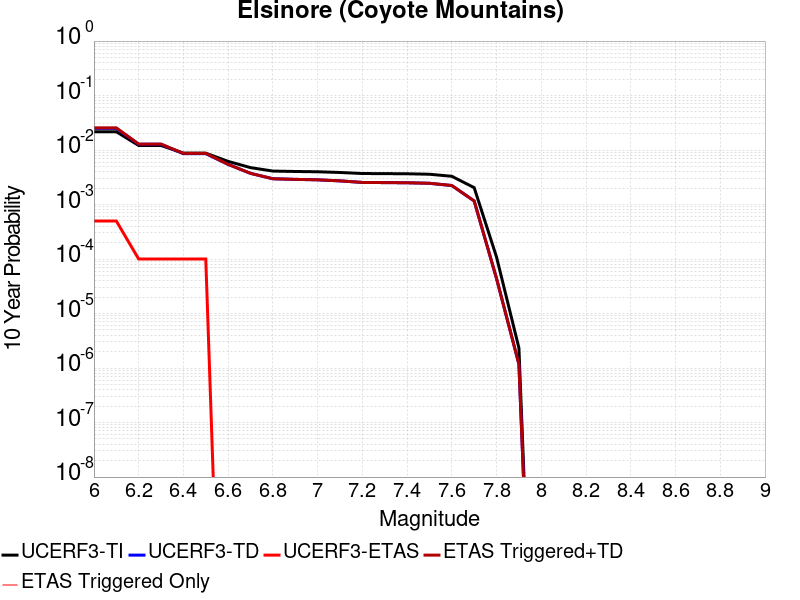 Elsinore (Coyote Mountains)
10 0
10 -1
10 -2
10 -3
10 -4
10 -5
10 -6
10 -7
10 -8
10 Year Probability
6 6.2 6.4 6.6 6.8 7 7.2 7.4 7.6 7.8 8 8.2 8.4 8.6 8.8 9
Magnitude
UCERF3-TI UCERF3-TD UCERF3-ETAS ETAS Triggered+TD
ETAS Triggered Only